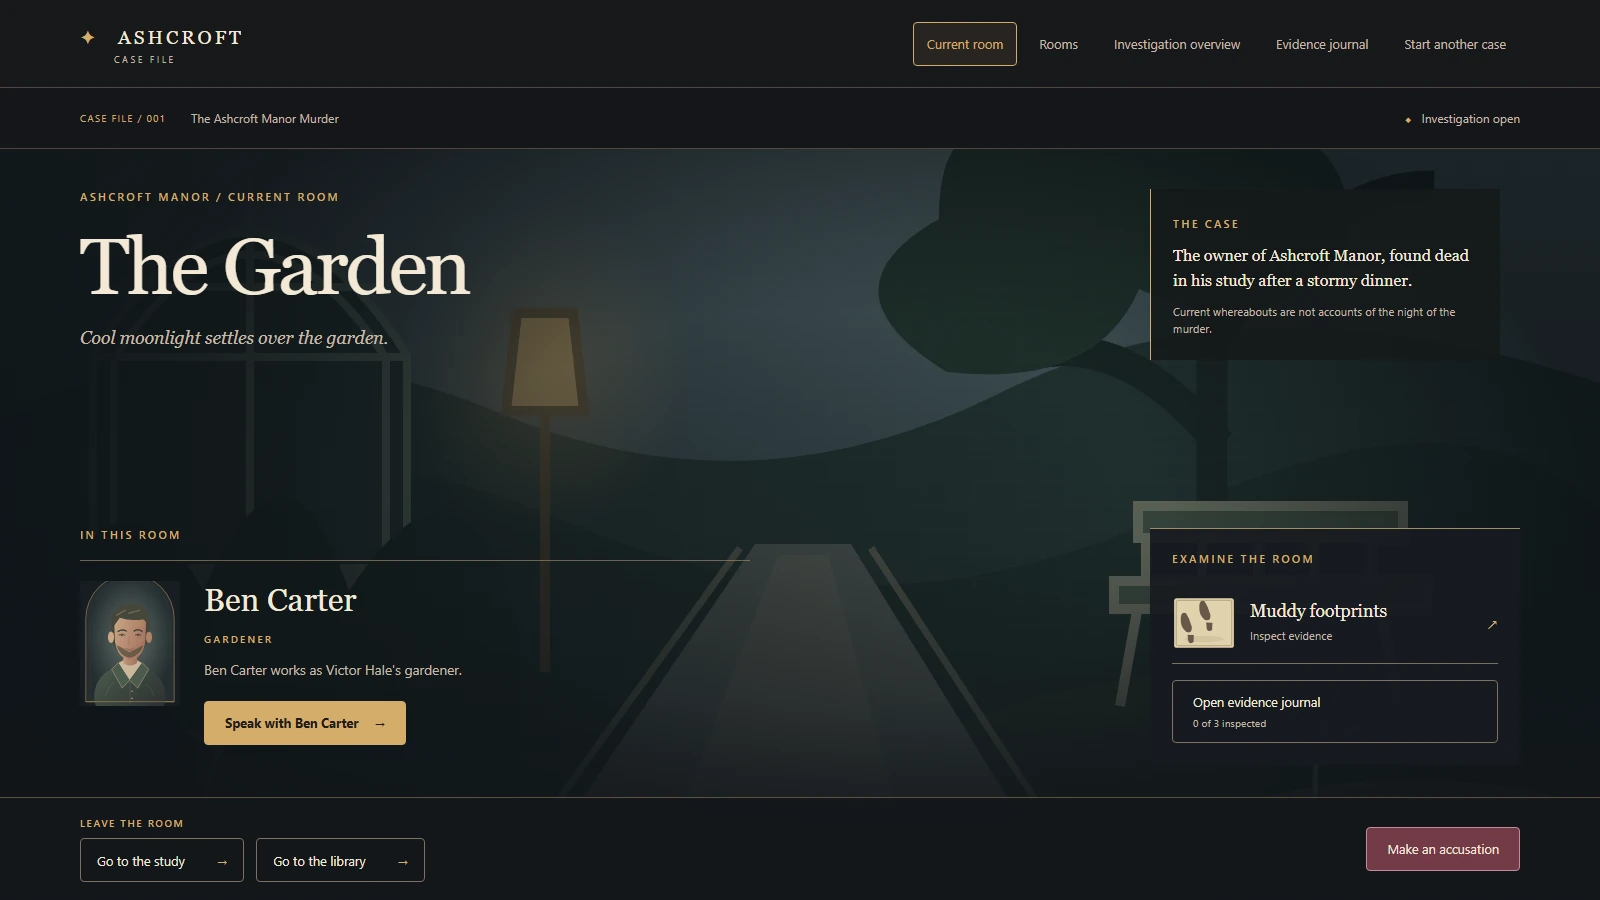 ASHCROFT
CASE FILE
Current room
Rooms
Investigation overview
Evidence journal
Start another case
CASE FILE / 001
The Ashcroft Manor Murder
Investigation open
ASHCROFT MANOR / CURRENT ROOM
The Garden
Cool moonlight settles over the garden.
THE CASE
The owner of Ashcroft Manor, found dead
in his study after a stormy dinner.
Current whereabouts are not accounts of the night of the
murder.
IN THIS ROOM
Ben Carter
GARDENER
Ben Carter works as Victor Hale's gardener.
Speak with Ben Carter →
EXAMINE THE ROOM
Muddy footprints
Inspect evidence
↗
Open evidence journal
0 of 3 inspected
LEAVE THE ROOM
Go to the study →
Go to the library →
Make an accusation